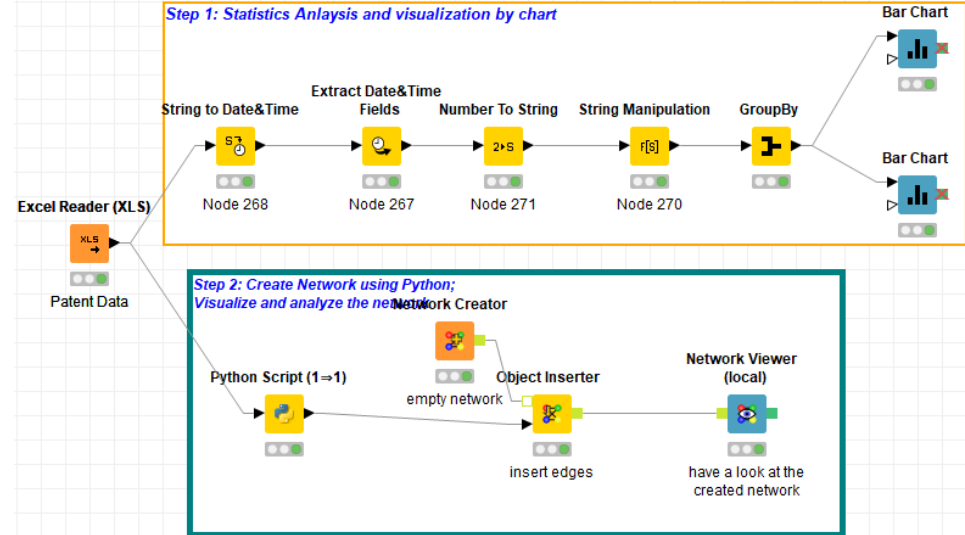 Step 1: Statistics Anlaysis and visualization by chart
Bar Chart
Extract Date&Time
String to Date&Time
Fields
Number To String
String Manipulation
GroupBy
S
2▸S
F[S]
Node 268
Node 267
Node 271
Node 270
Bar Chart
Excel Reader (XLS)
XLS
Patent Data
Step 2: Create Network using Python;
Visualize and analyze the network
Network Creator
empty network
Python Script (1⇒1)
Object Inserter
insert edges
Network Viewer
(local)
have a look at the
created network